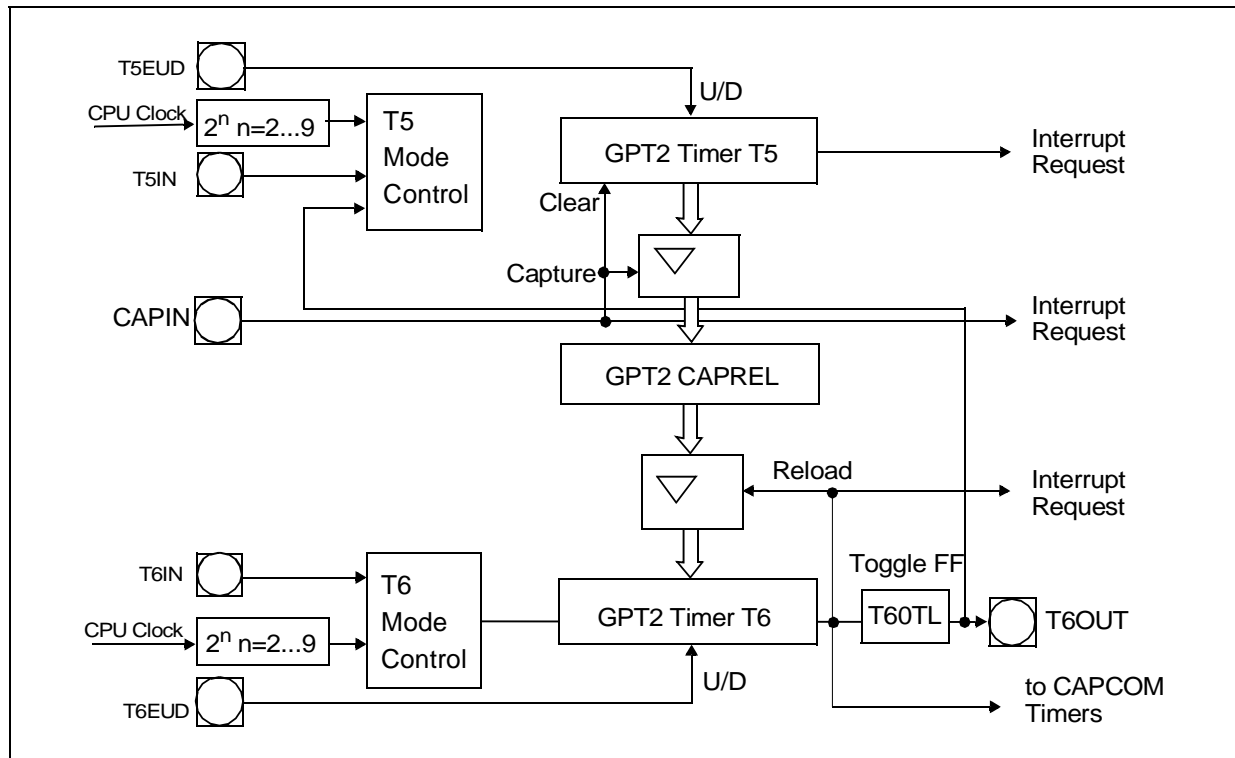 T5EUD
U/D
CPU Clock
2n n=2...9
T5
Mode
Control
GPT2 Timer T5
Interrupt
Request
T5IN
Clear
Capture
CAPIN
Interrupt
Request
GPT2 CAPREL
Reload
Interrupt
Request
T6IN
T6
Mode
Control
Toggle FF
GPT2 Timer T6
T60TL
T6OUT
CPU Clock
2n n=2...9
U/D
T6EUD
to CAPCOM
Timers